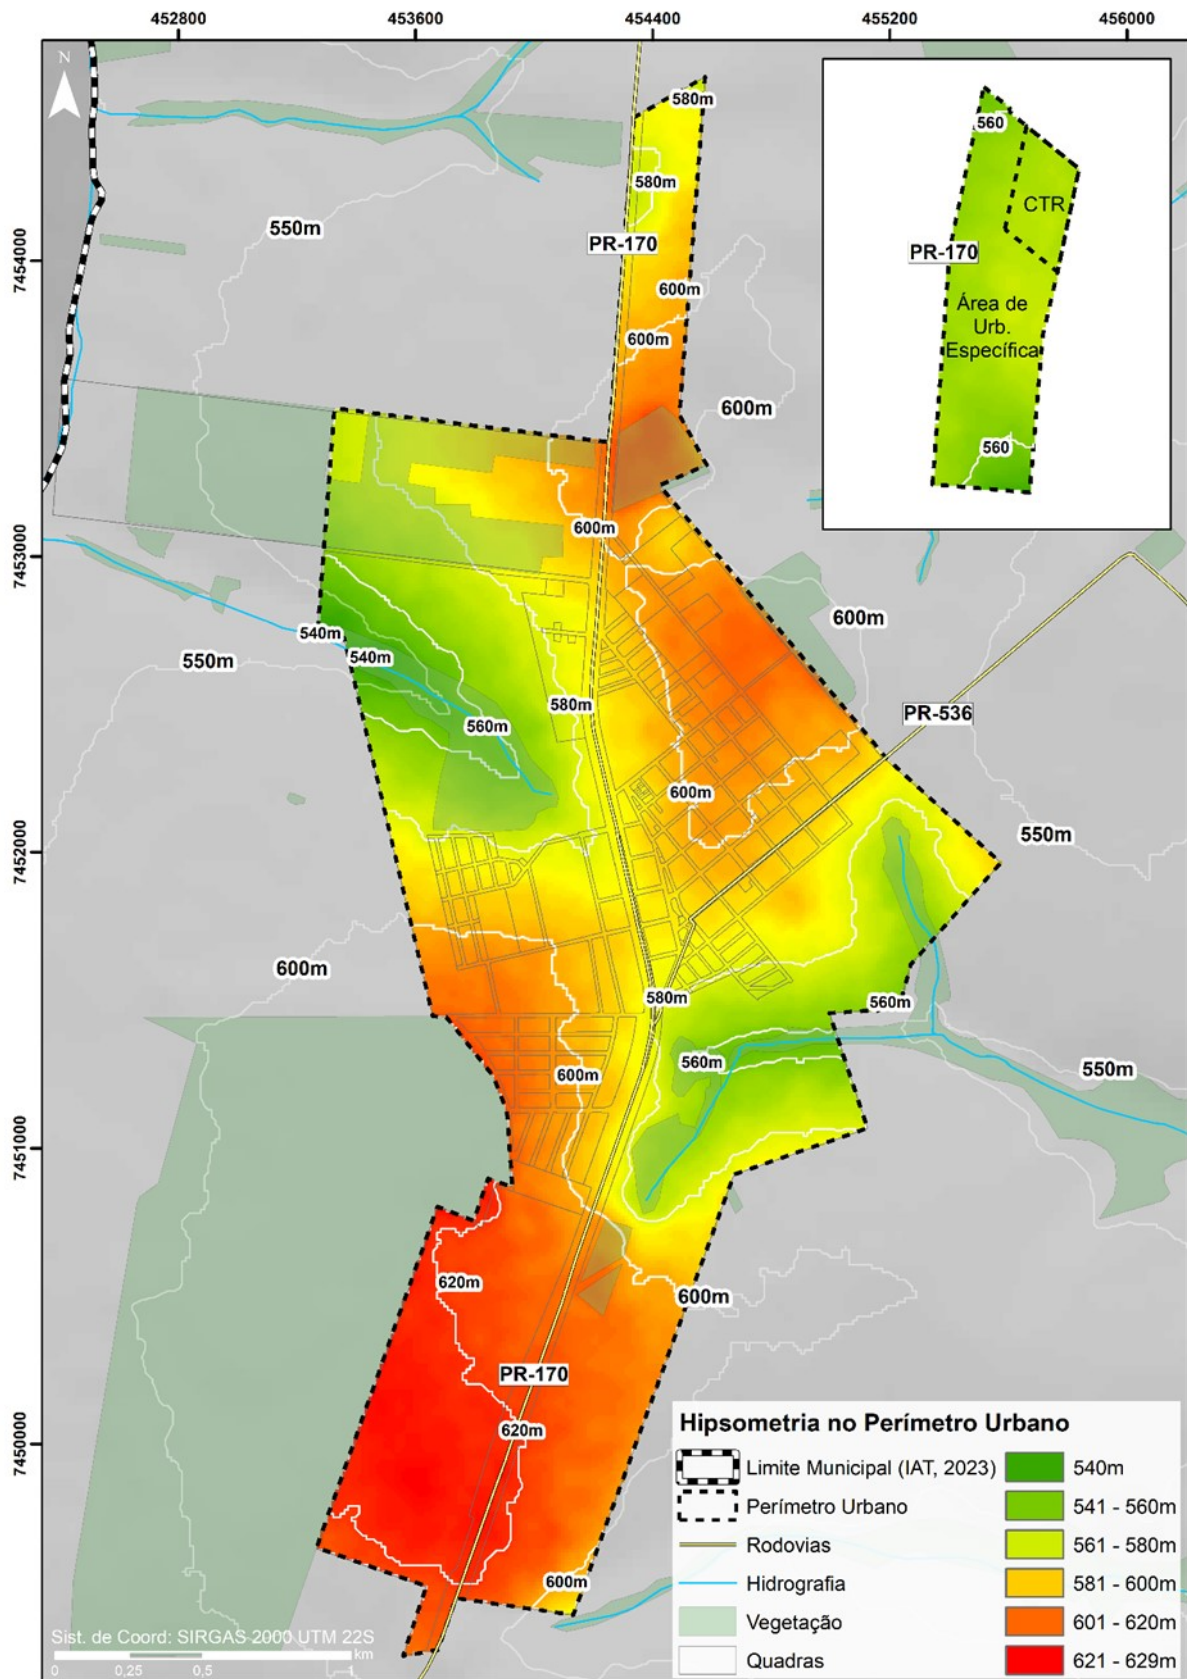 452800
453600
454400
455200
456000
N
580m
560
580m
CTR
550m
PR-170
PR-170
7454000
600m
Área de
Urb.
Específica
600m
600m
560
600m
7453000
600m
540m
550m
540m
580m
560m
PR-536
600m
550m
7452000
600m
580m
560m
560m
550m
600m
7451000
620m
600m
PR-170
620m
7450000
600m
Hipsometria no Perímetro Urbano
Limite Municipal (IAT, 2023)
Perímetro Urbano
Rodovias
Hidrografia
Vegetação
Quadras
540m
541 - 560m
561 - 580m
581 - 600m
601 - 620m
621 - 629m
Sist. de Coord: SIRGAS 2000 UTM 22S
km
0 0,25 0,5 1